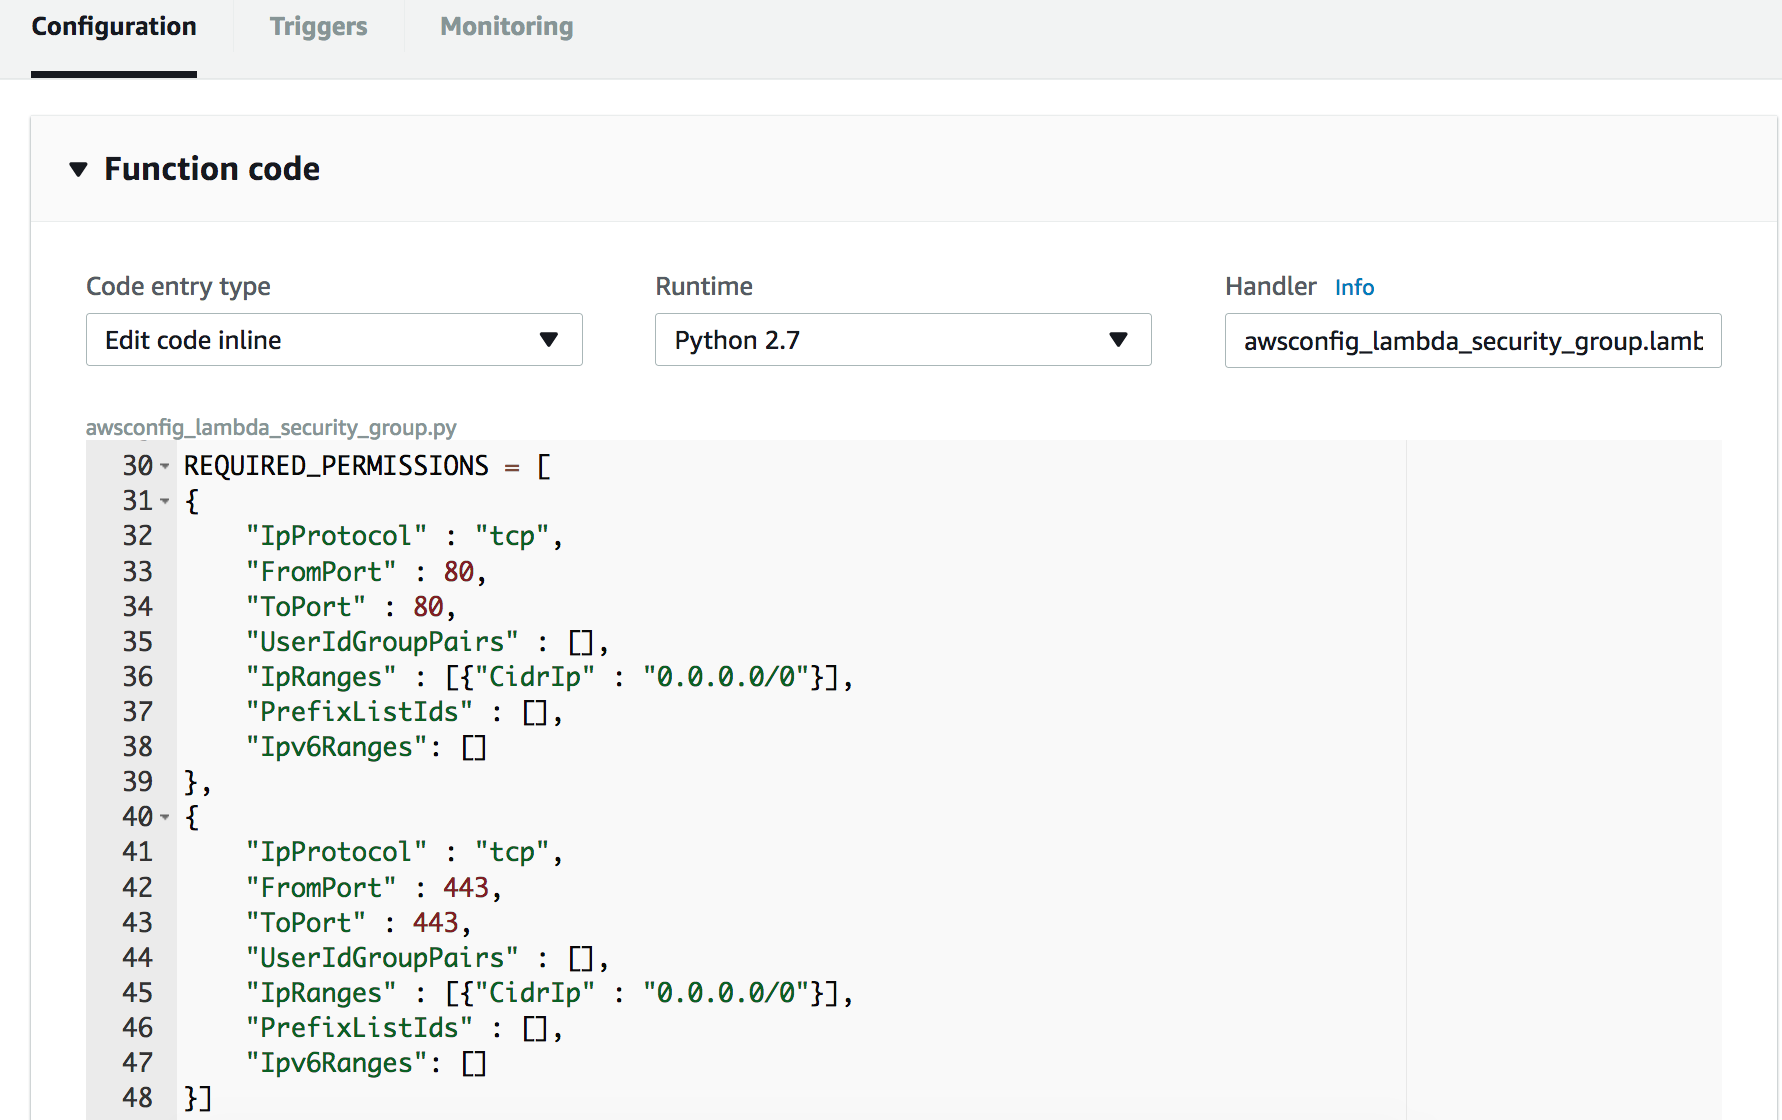 Configuration Triggers Monitoring
Function code
Code entry type Runtime Handler Info
Edit code inline Python 2.7 awsconfig_lambda_security_group.lamb
awsconfig_lambda_security_group.py
30 REQUIRED_PERMISSIONS = [
31 {
32 "IpProtocol" : "tcp",
33 "FromPort" : 80,
34 "ToPort" : 80,
35 "UserIdGroupPairs" : [],
36 "IpRanges" : [{"CidrIp" : "0.0.0.0/0"}],
37 "PrefixListIds" : [],
38 "Ipv6Ranges": []
39 },
40 {
41 "IpProtocol" : "tcp",
42 "FromPort" : 443,
43 "ToPort" : 443,
44 "UserIdGroupPairs" : [],
45 "IpRanges" : [{"CidrIp" : "0.0.0.0/0"}],
46 "PrefixListIds" : [],
47 "Ipv6Ranges": []
48 }]